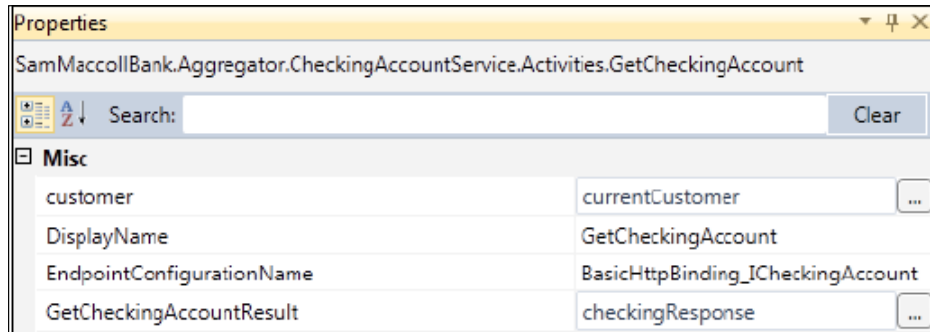 Properties
SamMaccollBank.Aggregator.CheckingAccountService.Activities.GetCheckingAccount
A Z Search: Clear
Misc
customer currentCustomer ...
DisplayName GetCheckingAccount
EndpointConfigurationName BasicHttpBinding_ICheckingAccount
GetCheckingAccountResult checkingResponse ...